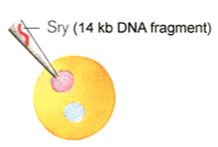 Sry (14 kb DNA fragment)